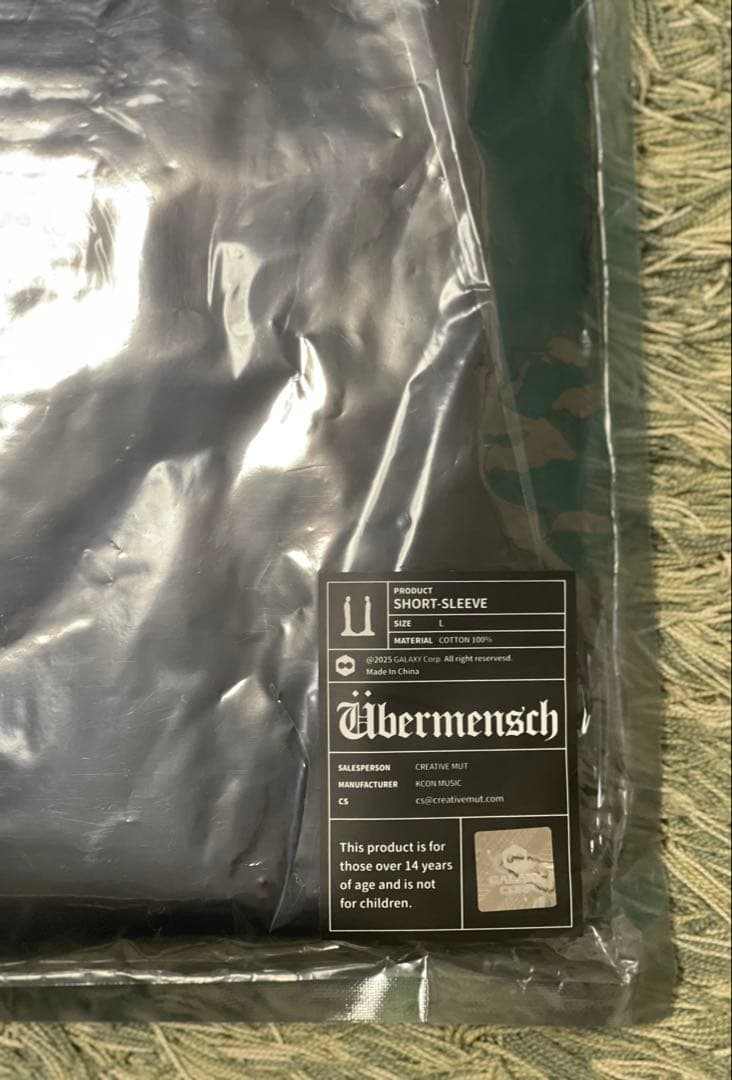 PRODUCT
SHORT-SLEEVE
SIZE L
MATERIAL COTTON 100%
@2025 GALAXY Corp. All right reservesd.
Made In China
Übermensch
SALESPERSON CREATIVE MUT
MANUFACTURER KCON MUSIC
CS cs@creativemut.com
This product is for
those over 14 years
of age and is not
for children.
GALAXY
CORP